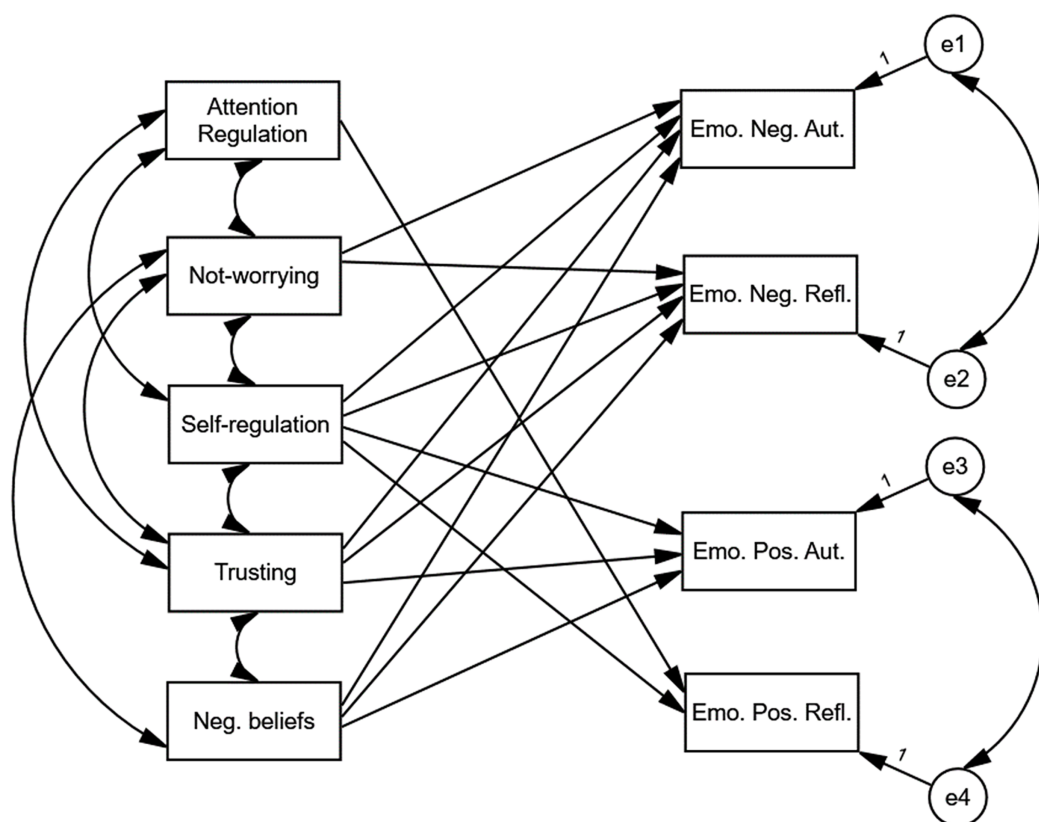 Attention
Regulation
Not-worrying
Self-regulation
Trusting
Neg. beliefs
Emo. Neg. Aut.
Emo. Neg. Refl.
Emo. Pos. Aut.
Emo. Pos. Refl.
1
e1
1
e2
1
e3
1
e4